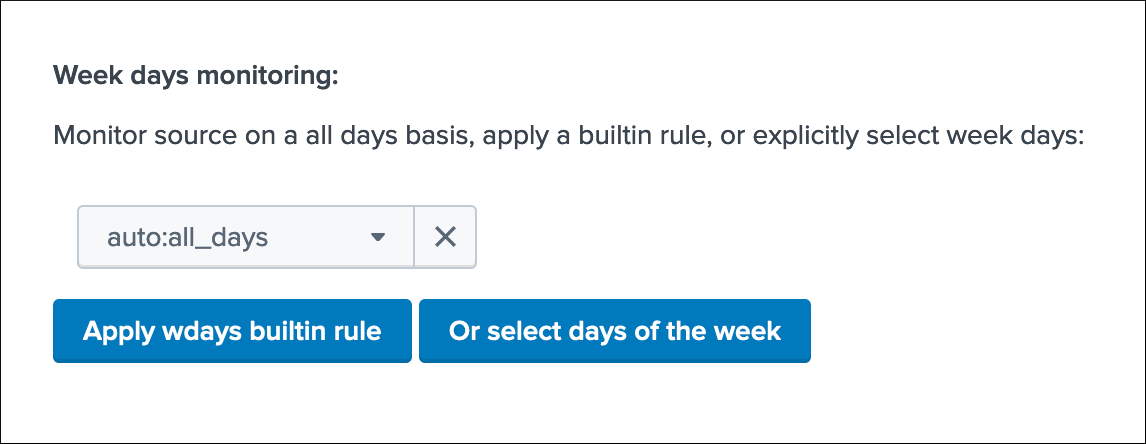 Week days monitoring:
Monitor source on a all days basis, apply a builtin rule, or explicitly select week days:
auto:all_days
Apply wdays builtin rule
Or select days of the week